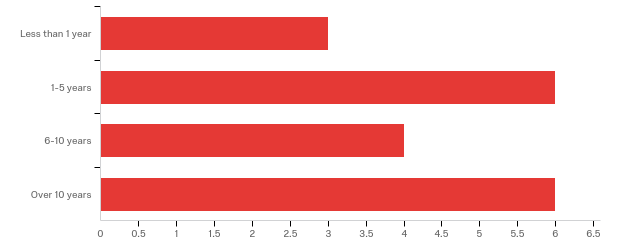 Less than 1 year
1-5 years
6-10 years
Over 10 years
0 0.5 1 1.5 2 2.5 3 3.5 4 4.5 5 5.5 6 6.5